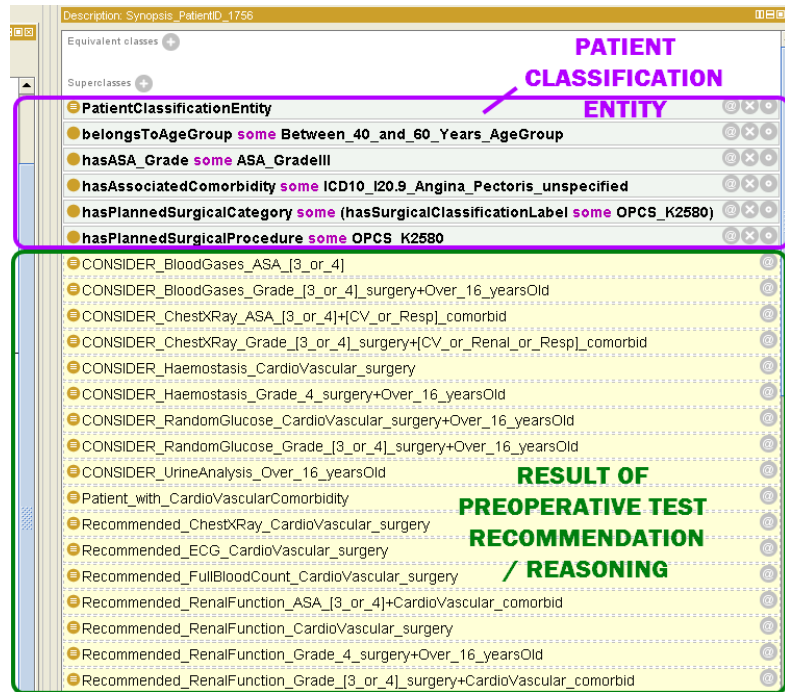 Description: Synopsis_PatientID_1756
Equivalent classes
Superclasses
PATIENT
CLASSIFICATION
ENTITY
PatientClassificationEntity
belongsToAgeGroup some Between_40_and_60_Years_AgeGroup
hasASA_Grade some ASA_GradeIII
hasAssociatedComorbidity some ICD10_I20.9_Angina_Pectoris_unspecified
hasPlannedSurgicalCategory some (hasSurgicalClassificationLabel some OPCS_K2580)
hasPlannedSurgicalProcedure some OPCS_K2580
CONSIDER_BloodGases_ASA_[3_or_4]
CONSIDER_BloodGases_Grade_[3_or_4]_surgery+Over_16_yearsOld
CONSIDER_ChestXRay_ASA_[3_or_4]+[CV_or_Resp]_comorbid
CONSIDER_ChestXRay_Grade_[3_or_4]_surgery+[CV_or_Renal_or_Resp]_comorbid
CONSIDER_Haemostasis_CardioVascular_surgery
CONSIDER_Haemostasis_Grade_4_surgery+Over_16_yearsOld
CONSIDER_RandomGlucose_CardioVascular_surgery+Over_16_yearsOld
CONSIDER_RandomGlucose_Grade_[3_or_4]_surgery+Over_16_yearsOld
CONSIDER_UrineAnalysis_Over_16_yearsOld
Patient_with_CardioVascularComorbidity
Recommended_ChestXRay_CardioVascular_surgery
Recommended_ECG_CardioVascular_surgery
Recommended_FullBloodCount_CardioVascular_surgery
Recommended_RenalFunction_ASA_[3_or_4]+CardioVascular_comorbid
Recommended_RenalFunction_CardioVascular_surgery
Recommended_RenalFunction_Grade_4_surgery+Over_16_yearsOld
Recommended_RenalFunction_Grade_[3_or_4]_surgery+CardioVascular_comorbid
RESULT OF
PREOPERATIVE TEST
RECOMMENDATION
/ REASONING